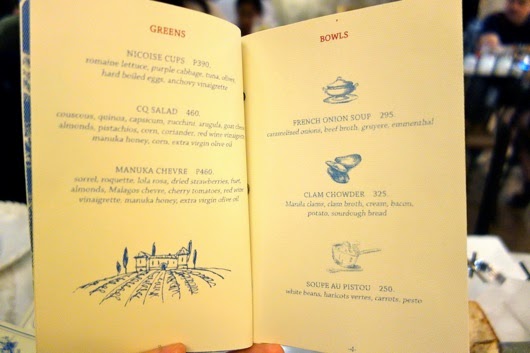 GREENS
NICOISE CUPS P390.
romaine lettuce, purple cabbage, tuna, olives,
hard boiled eggs, anchovy vinaigrette
CQ SALAD 460.
couscous, quinoa, capsicum, zucchini, arugula, goat cheese
almonds, pistachios, corn, coriander, red wine vinaigrette
manuka honey, corn, extra virgin olive oil
MANUKA CHEVRE P460.
sorrel, roquette, lola rosa, dried strawberries,
almonds, Malagos chevre, cherry tomatoes, red wine
vinaigrette, manuka honey, extra virgin olive oil
BOWLS
FRENCH ONION SOUP 295.
caramelized onions, beef broth, gruyere, emmenthal
CLAM CHOWDER 325.
Manila clams, clam broth, cream, bacon,
potato, sourdough bread
SOUPE AU PISTOU 250.
white beans, haricots verres, carrots, pesto